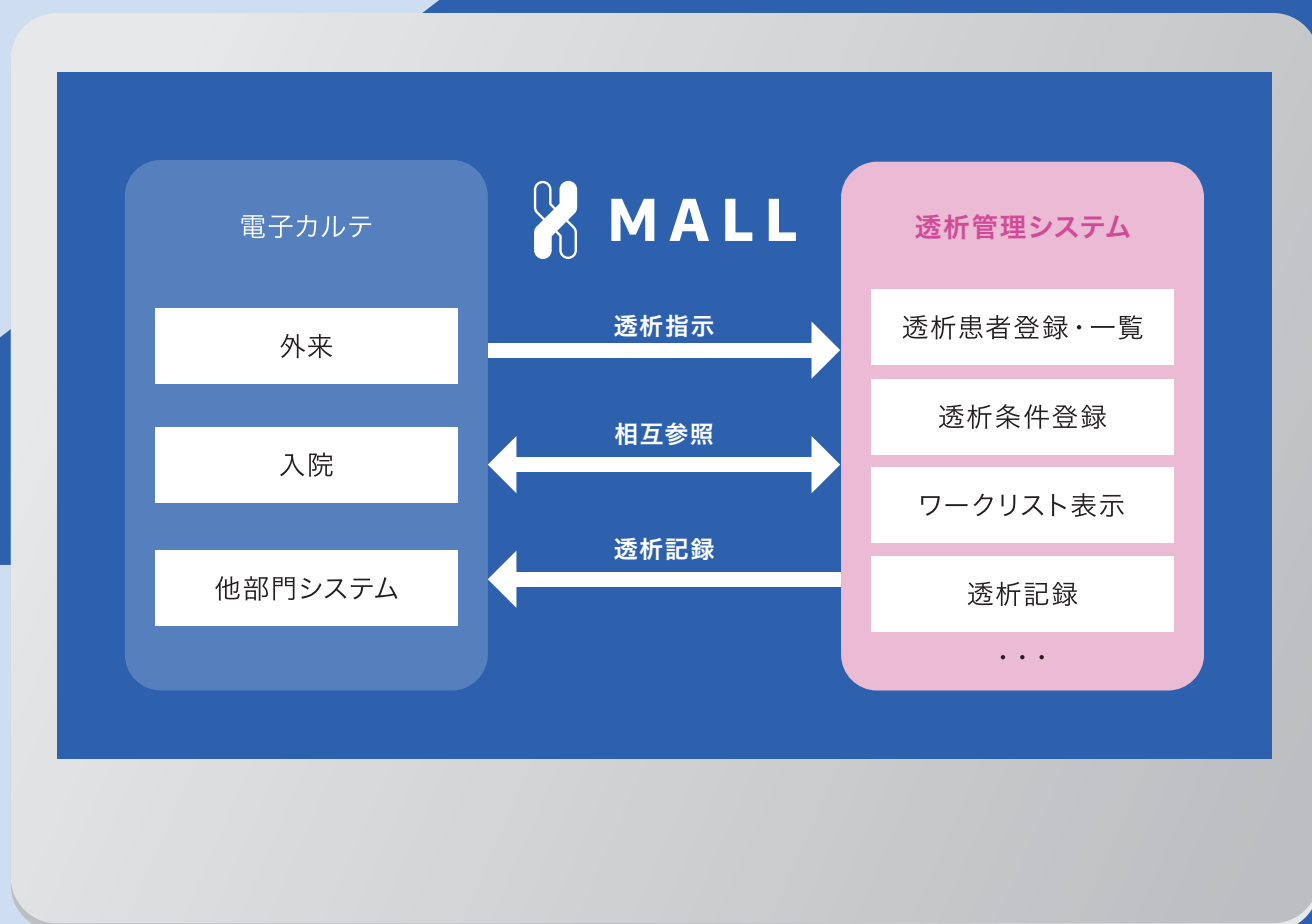 電子カルテ
外来
入院
他部門システム
MALL
透析指示
相互参照
透析記録
透析管理システム
透析患者登録・一覧
透析条件登録
ワークリスト表示
透析記録
・・・